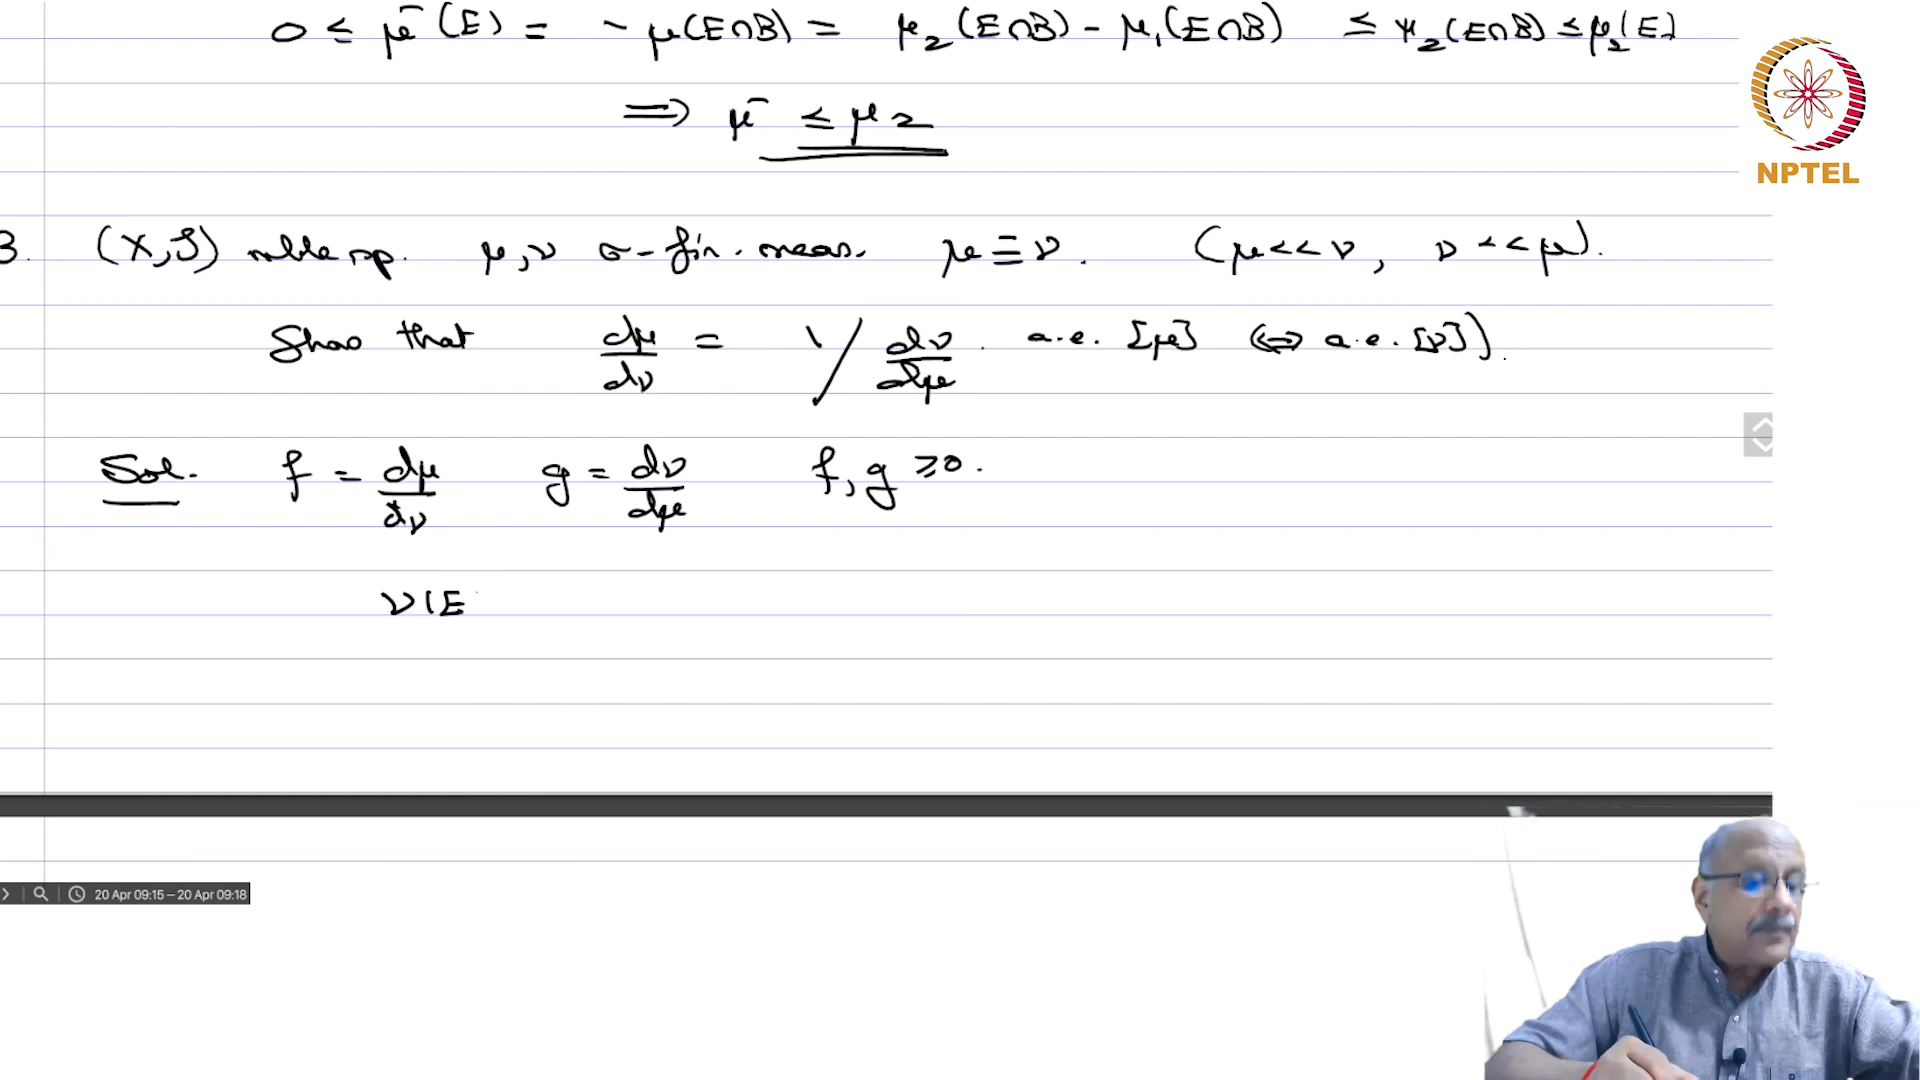 0 ≤ μ⁻(E) = - μ(E∩B) = μ₂(E∩B) - μ₁(E∩B) ≤ μ₂(E∩B) ≤ μ₂(E)
⇒ μ⁻ ≤ μ₂
NPTEL
3. (X,S) mble sp. μ,ν σ-fin. meas. μ ≡ ν. (μ<<ν, ν<<μ).
Show that dμ/dν = 1 / dν/dμ . a.e. [μ] (⇔ a.e. [ν]).
Sol. f = dμ/dν g = dν/dμ f, g ≥ 0.
ν(E
20 Apr 09:15 – 20 Apr 09:18